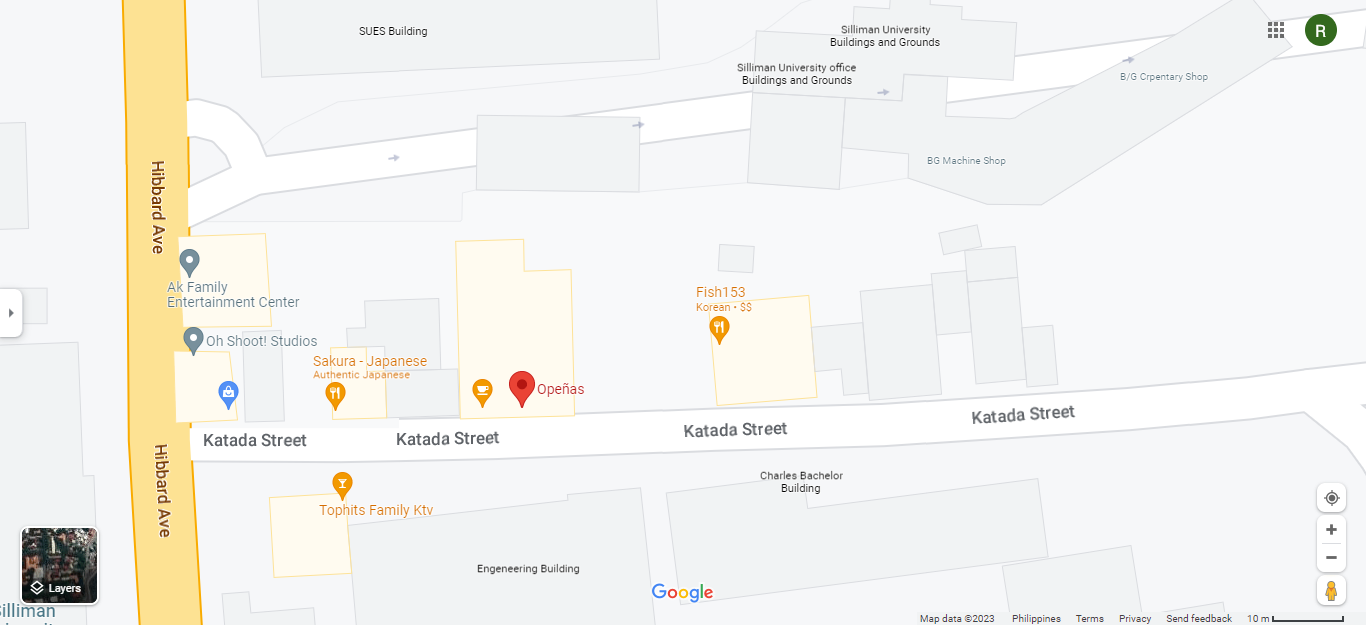 SUES Building
Silliman University
Buildings and Grounds
R
Silliman University office
Buildings and Grounds
B/G Crpentary Shop
BG Machine Shop
Hibbard Ave
Ak Family
Entertainment Center
Fish153
Korean • $$
Oh Shoot! Studios
Sakura - Japanese
Authentic Japanese
Opeñas
Katada Street
Katada Street
Katada Street
Katada Street
Hibbard Ave
Charles Bachelor
Building
Tophits Family Ktv
Engeneering Building
Layers
Google
illiman
Map data ©2023
Philippines
Terms
Privacy
Send feedback
10 m